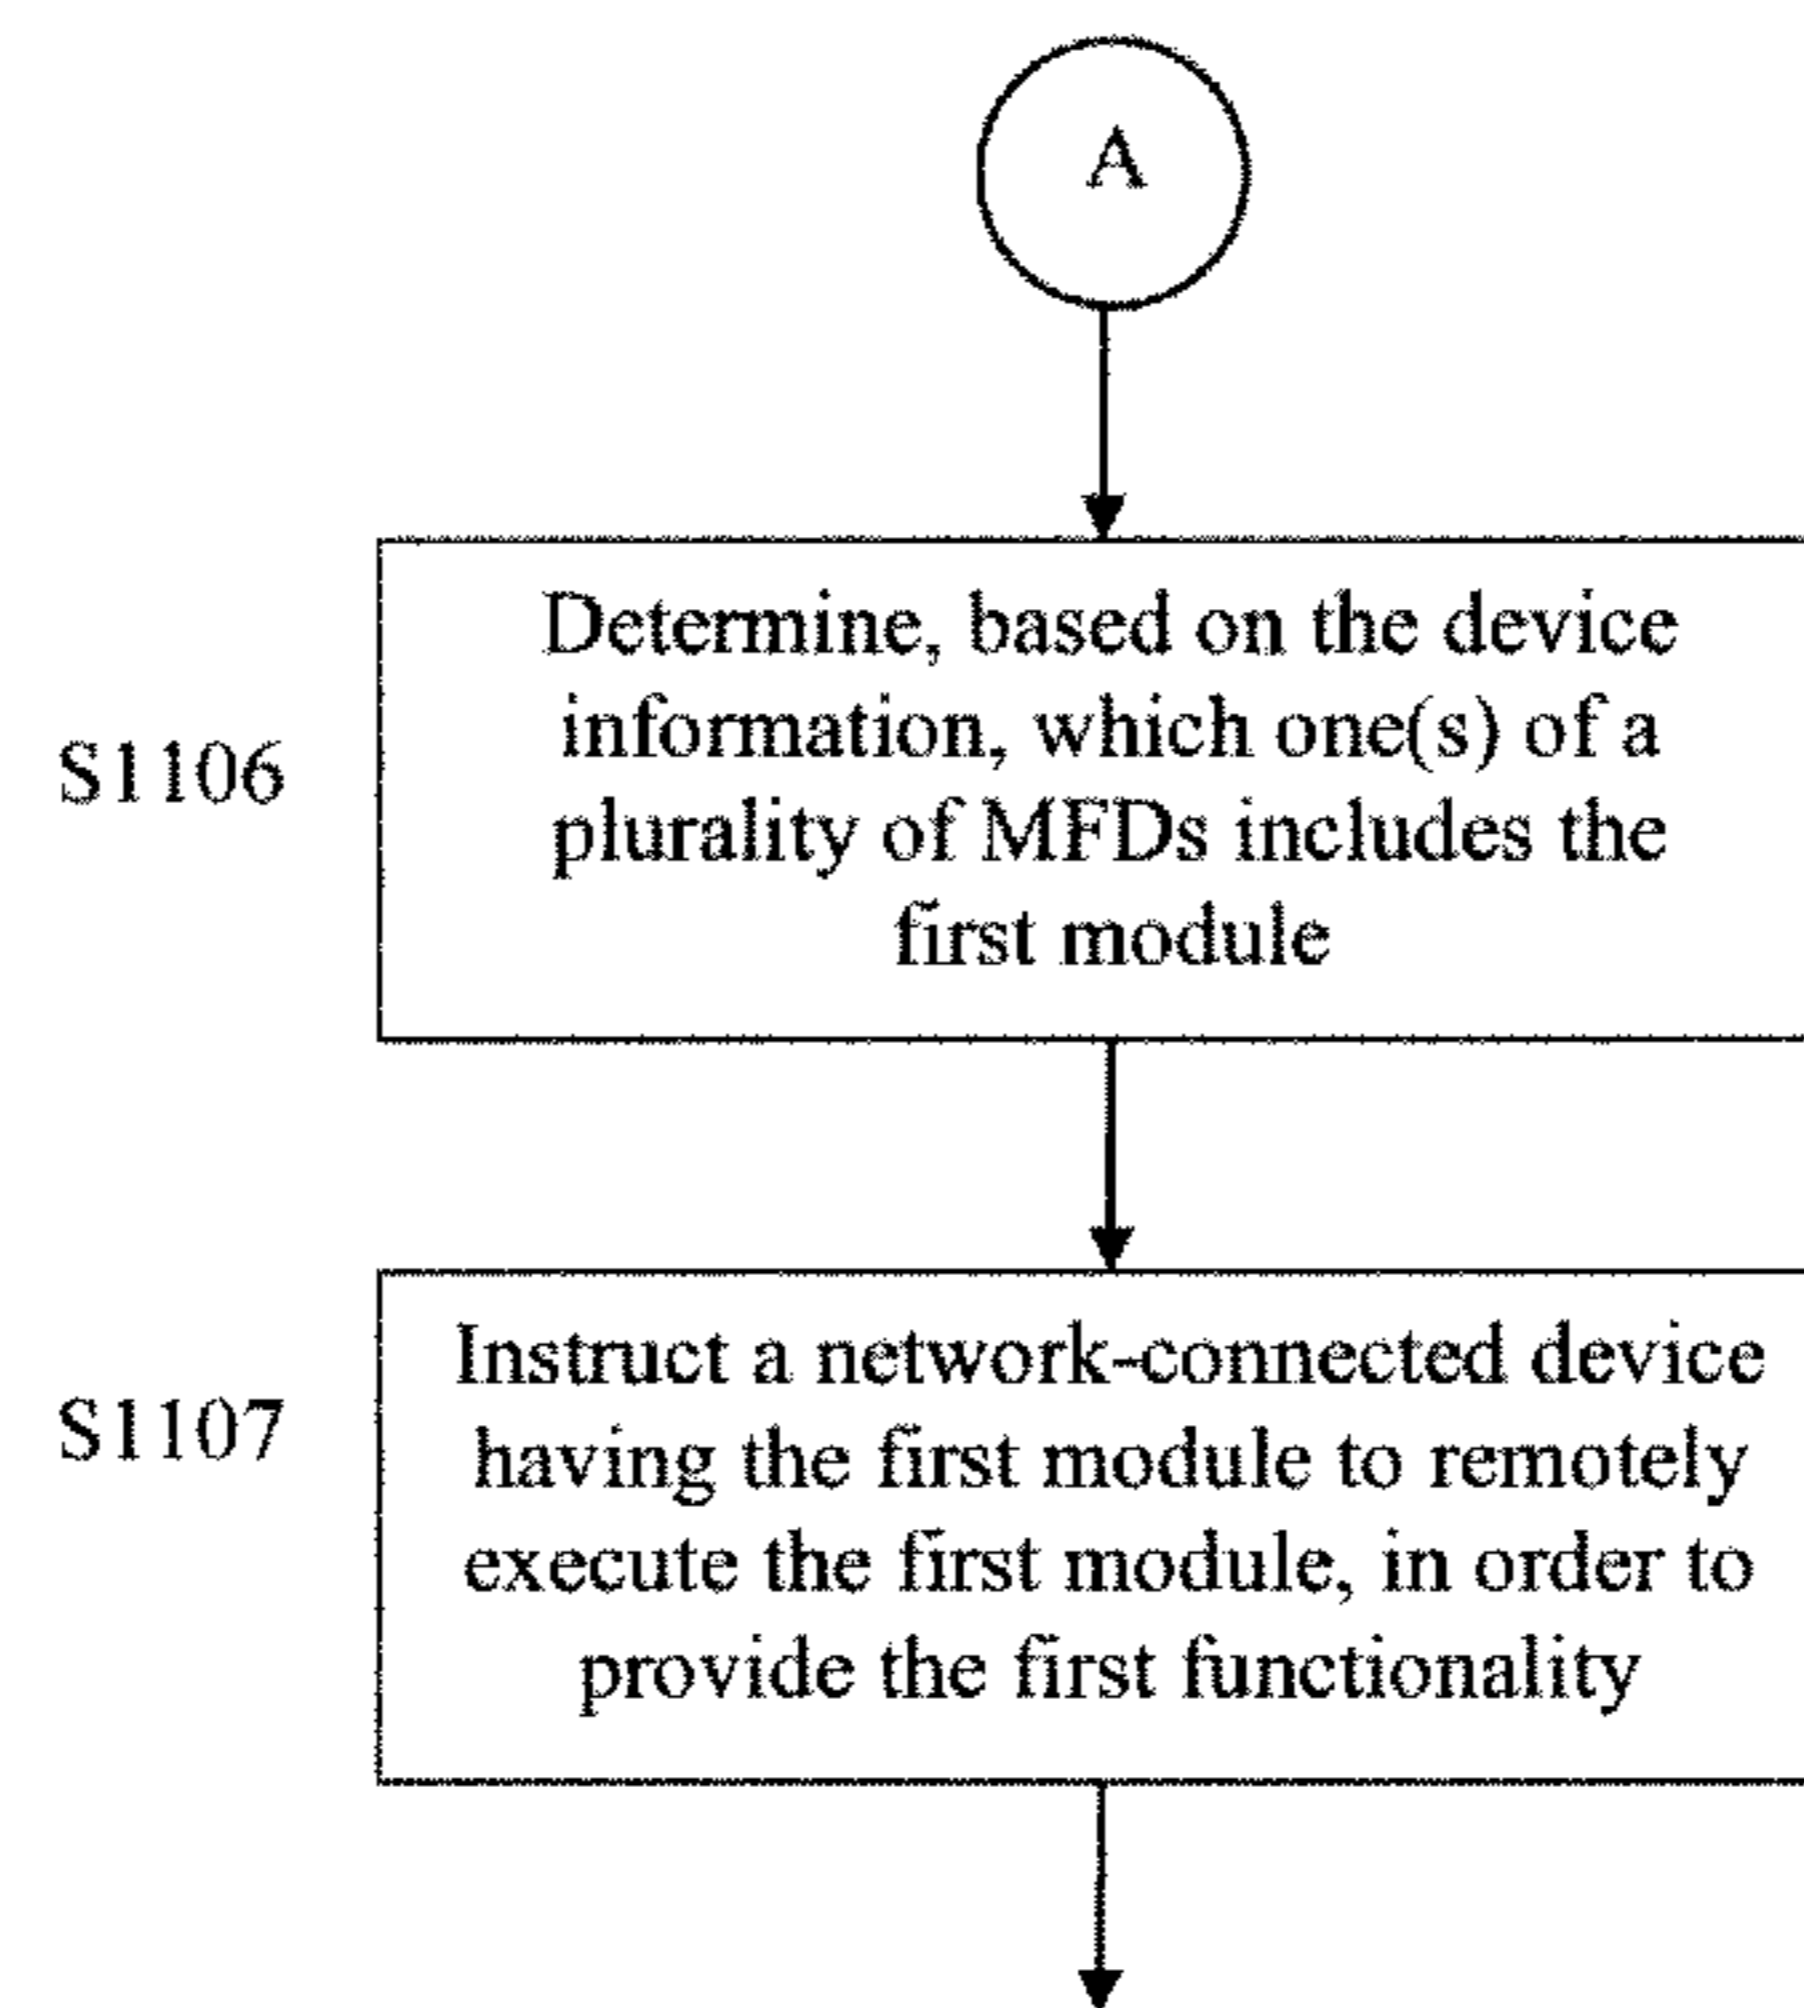 A
Determine, based on the device
information, which one(s) of a
S1106
plurality of MFDs includes the
first module
Instruct a network-connected device
S1107
having the first module to remotely
execute the first module, in order to
provide the first functionality